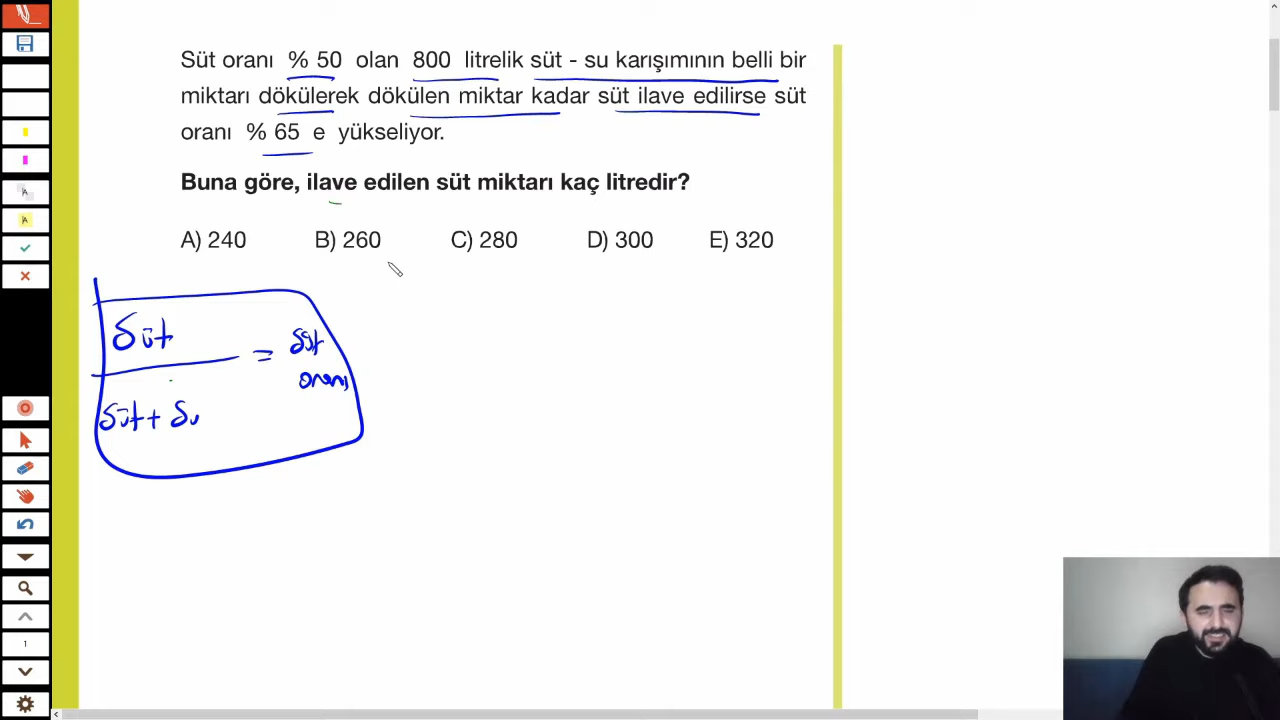 Süt oranı % 50 olan 800 litrelik süt - su karışımının belli bir
miktarı dökülerek dökülen miktar kadar süt ilave edilirse süt
oranı % 65 e yükseliyor.
Buna göre, ilave edilen süt miktarı kaç litredir?
A) 240 B) 260 C) 280 D) 300 E) 320
süt
süt + su
= süt
oranı
1